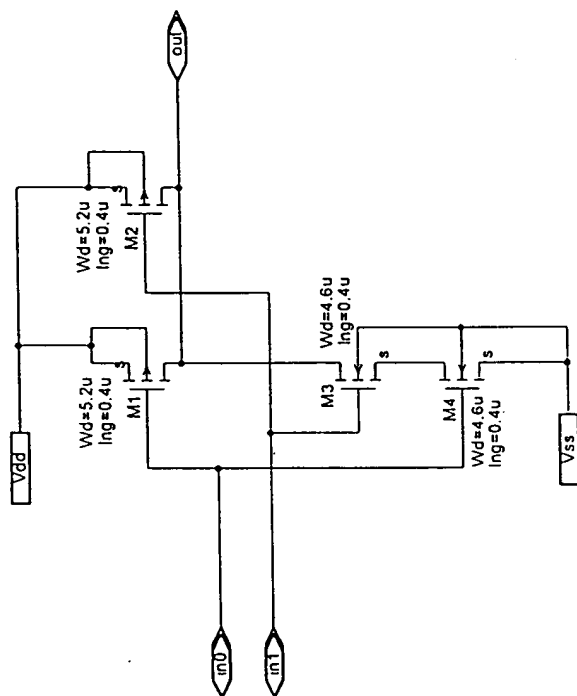 Vdd
Wd=5.2u
lng=0.4u
s
M1
Wd=5.2u
lng=0.4u
s
M2
out
Wd=4.6u
lng=0.4u
M3
s
M4
s
Wd=4.6u
lng=0.4u
Vss
in0
in1